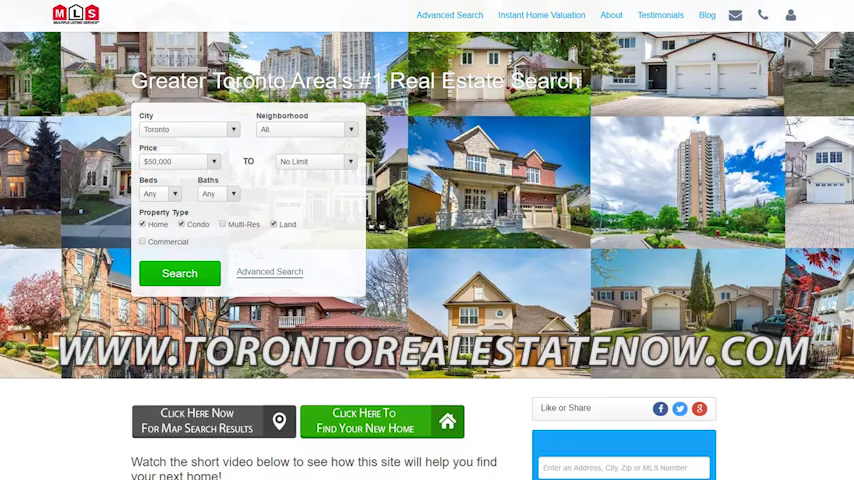 MLS
MULTIPLE LISTING SERVICE
Advanced Search Instant Home Valuation About Testimonials Blog
Greater Toronto Area's #1 Real Estate Search
City Neighborhood
Toronto All
Price
$50,000 TO No Limit
Beds Baths
Any Any
Property Type
Home Condo Multi-Res Land
Commercial
Search Advanced Search
WWW.TORONTOREALESTATENOW.COM
CLICK HERE NOW
FOR MAP SEARCH RESULTS
CLICK HERE TO
FIND YOUR NEW HOME
Like or Share
Watch the short video below to see how this site will help you find
your next home!
Enter an Address, City, Zip or MLS Number